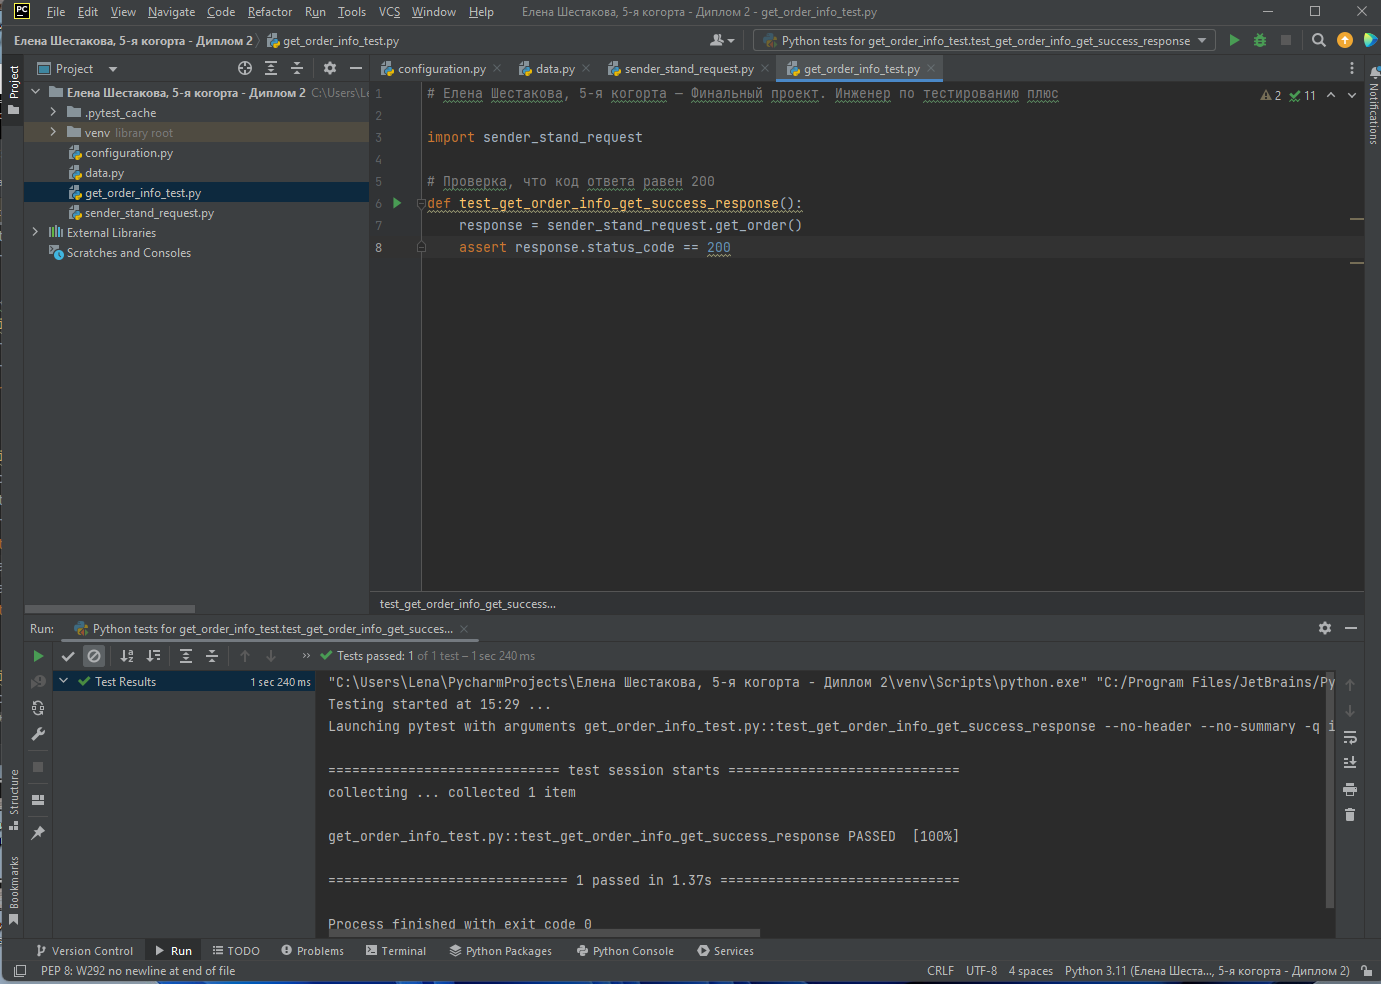 PC File Edit View Navigate Code Refactor Run Tools VCS Window Help Елена Шестакова, 5-я когорта - Диплом 2 - get_order_info_test.py
Елена Шестакова, 5-я когорта - Диплом 2 get_order_info_test.py Python tests for get_order_info_test.test_get_order_info_get_success_response
Project
Project
configuration.py data.py sender_stand_request.py get_order_info_test.py
Notifications
Елена Шестакова, 5-я когорта - Диплом 2 C:\Users\Le
.pytest_cache
venv library root
configuration.py
data.py
get_order_info_test.py
sender_stand_request.py
External Libraries
Scratches and Consoles
2 11
1 # Елена Шестакова, 5-я когорта — Финальный проект. Инженер по тестированию плюс
2
3 import sender_stand_request
4
5 # Проверка, что код ответа равен 200
6 def test_get_order_info_get_success_response():
7 response = sender_stand_request.get_order()
8 assert response.status_code == 200
test_get_order_info_get_success...
Run: Python tests for get_order_info_test.test_get_order_info_get_succes...
Tests passed: 1 of 1 test – 1 sec 240 ms
Test Results 1 sec 240 ms
"C:\Users\Lena\PycharmProjects\Елена Шестакова, 5-я когорта - Диплом 2\venv\Scripts\python.exe" "C:/Program Files/JetBrains/Py
Testing started at 15:29 ...
Launching pytest with arguments get_order_info_test.py::test_get_order_info_get_success_response --no-header --no-summary -q i
============================= test session starts =============================
collecting ... collected 1 item
get_order_info_test.py::test_get_order_info_get_success_response PASSED [100%]
============================== 1 passed in 1.37s ==============================
Process finished with exit code 0
Structure
Bookmarks
Version Control Run TODO Problems Terminal Python Packages Python Console Services
PEP 8: W292 no newline at end of file CRLF UTF-8 4 spaces Python 3.11 (Елена Шеста..., 5-я когорта - Диплом 2)